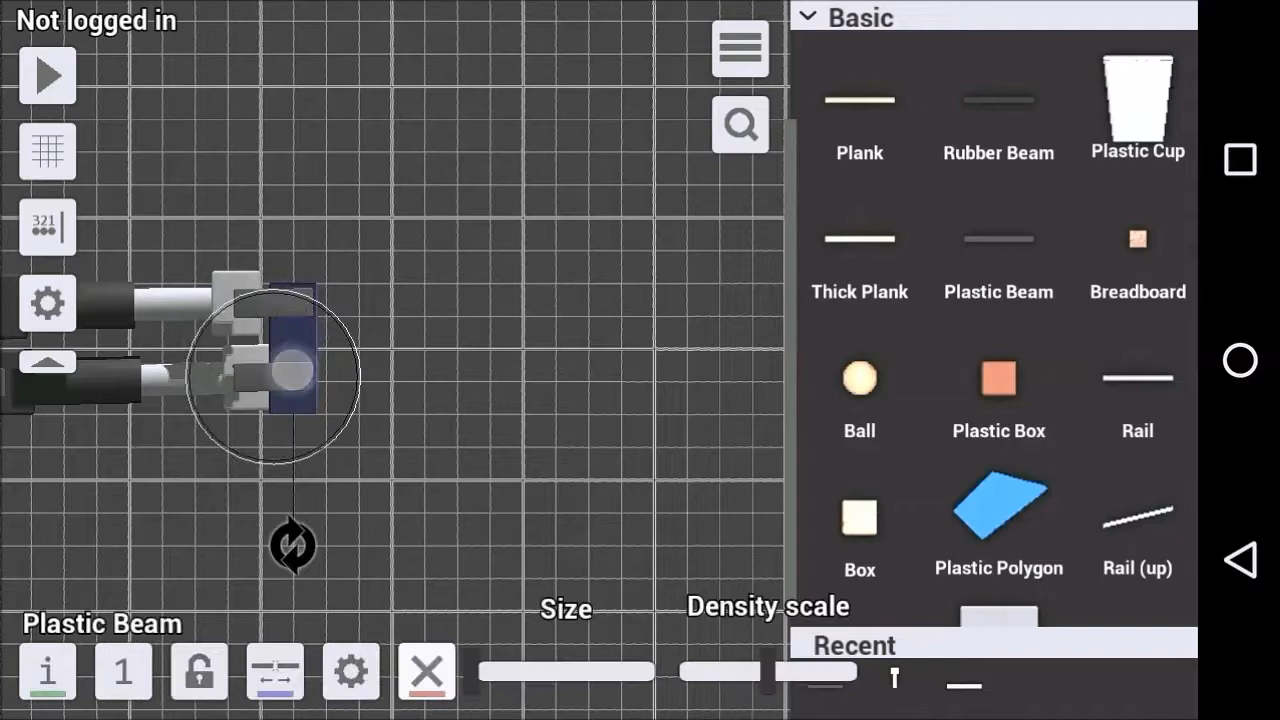 Not logged in
Basic
Plank
Rubber Beam
Plastic Cup
321
Thick Plank
Plastic Beam
Breadboard
Ball
Plastic Box
Rail
Box
Plastic Polygon
Rail (up)
Size
Density scale
Plastic Beam
Recent
i
1